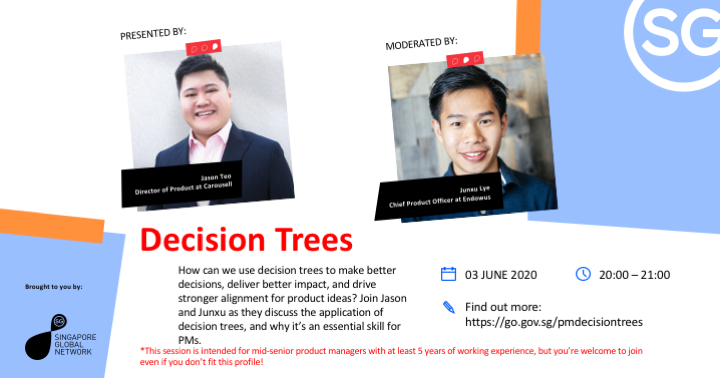 PRESENTED BY:
MODERATED BY:
SG
Jason Teo
Director of Product at Carousell
Junxu Lye
Chief Product Officer at Endowus
Decision Trees
How can we use decision trees to make better
decisions, deliver better impact, and drive
stronger alignment for product ideas? Join Jason
and Junxu as they discuss the application of
decision trees, and why it's an essential skill for
PMs.
03 JUNE 2020
20:00 – 21:00
Find out more:
https://go.gov.sg/pmdecisiontrees
Brought to you by:
SG
SINGAPORE
GLOBAL
NETWORK
*This session is intended for mid-senior product managers with at least 5 years of working experience, but you're welcome to join
even if you don't fit this profile!